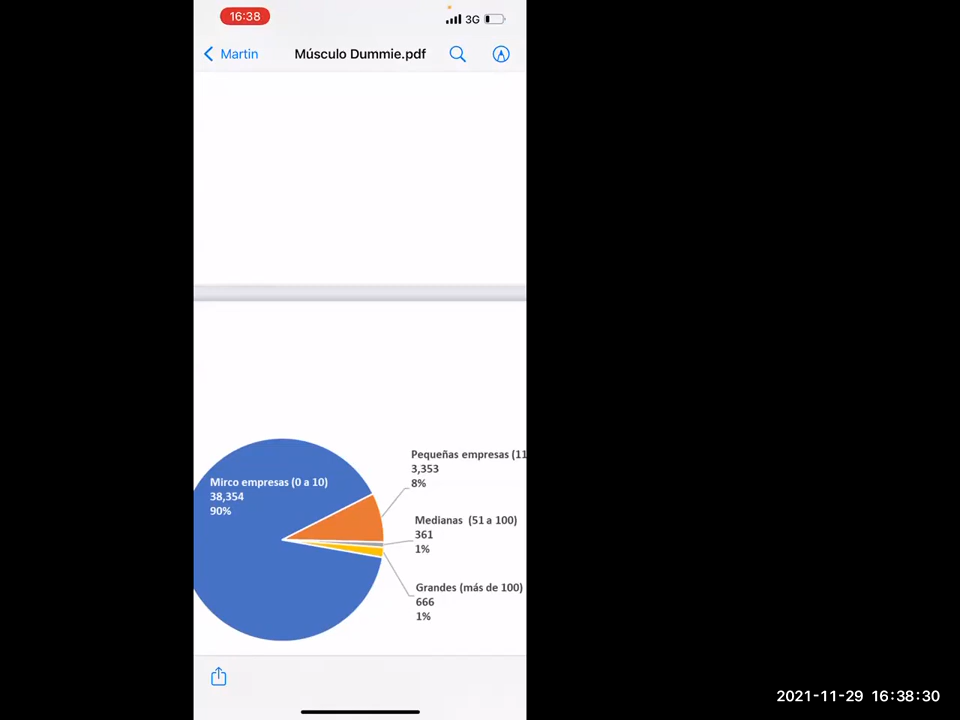 16:38
3G
Martin
Músculo Dummie.pdf
Mirco empresas (0 a 10)
38,354
90%
Pequeñas empresas (11
3,353
8%
Medianas (51 a 100)
361
1%
Grandes (más de 100)
666
1%
2021-11-29 16:38:30